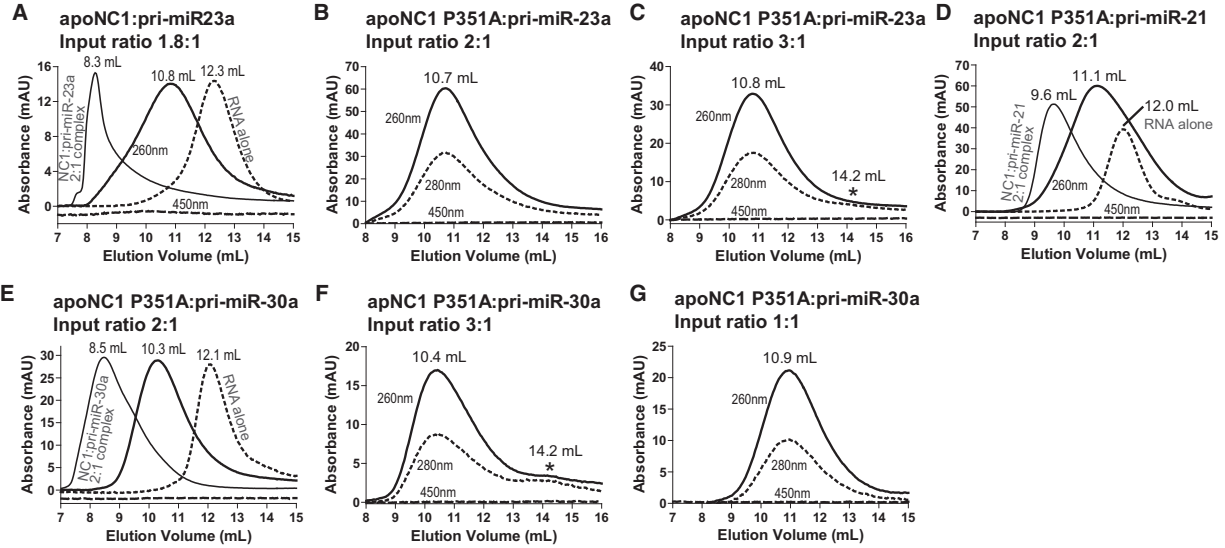 A
apoNC1:pri-miR23a
Input ratio 1.8:1
8.3 mL
10.8 mL
12.3 mL
NC1:pri-miR-23a
2:1 complex
260nm
RNA alone
450nm
Absorbance (mAU)
16
12
8
4
0
7 8 9 10 11 12 13 14 15
Elution Volume (mL)
B
apoNC1 P351A:pri-miR-23a
Input ratio 2:1
10.7 mL
260nm
280nm
450nm
Absorbance (mAU)
70
60
50
40
30
20
10
0
8 9 10 11 12 13 14 15 16
Elution Volume (mL)
C
apoNC1 P351A:pri-miR-23a
Input ratio 3:1
10.8 mL
260nm
280nm
14.2 mL
*
450nm
Absorbance (mAU)
40
30
20
10
0
8 9 10 11 12 13 14 15 16
Elution Volume (mL)
D
apoNC1 P351A:pri-miR-21
Input ratio 2:1
9.6 mL
11.1 mL
12.0 mL
RNA alone
NC1:pri-miR-21
2:1 complex
260nm
450nm
Absorbance (mAU)
70
60
50
40
30
20
10
0
7 8 9 10 11 12 13 14 15
Elution Volume (mL)
E
apoNC1 P351A:pri-miR-30a
Input ratio 2:1
8.5 mL
10.3 mL
12.1 mL
NC1:pri-miR-30a
2:1 complex
RNA alone
Absorbance (mAU)
30
25
20
15
10
5
0
7 8 9 10 11 12 13 14 15
Elution Volume (mL)
F
apNC1 P351A:pri-miR-30a
Input ratio 3:1
10.4 mL
260nm
280nm
14.2 mL
*
450nm
Absorbance (mAU)
20
15
10
5
0
8 9 10 11 12 13 14 15 16
Elution Volume (mL)
G
apoNC1 P351A:pri-miR-30a
Input ratio 1:1
10.9 mL
260nm
280nm
450nm
Absorbance (mAU)
25
20
15
10
5
0
7 8 9 10 11 12 13 14 15
Elution Volume (mL)